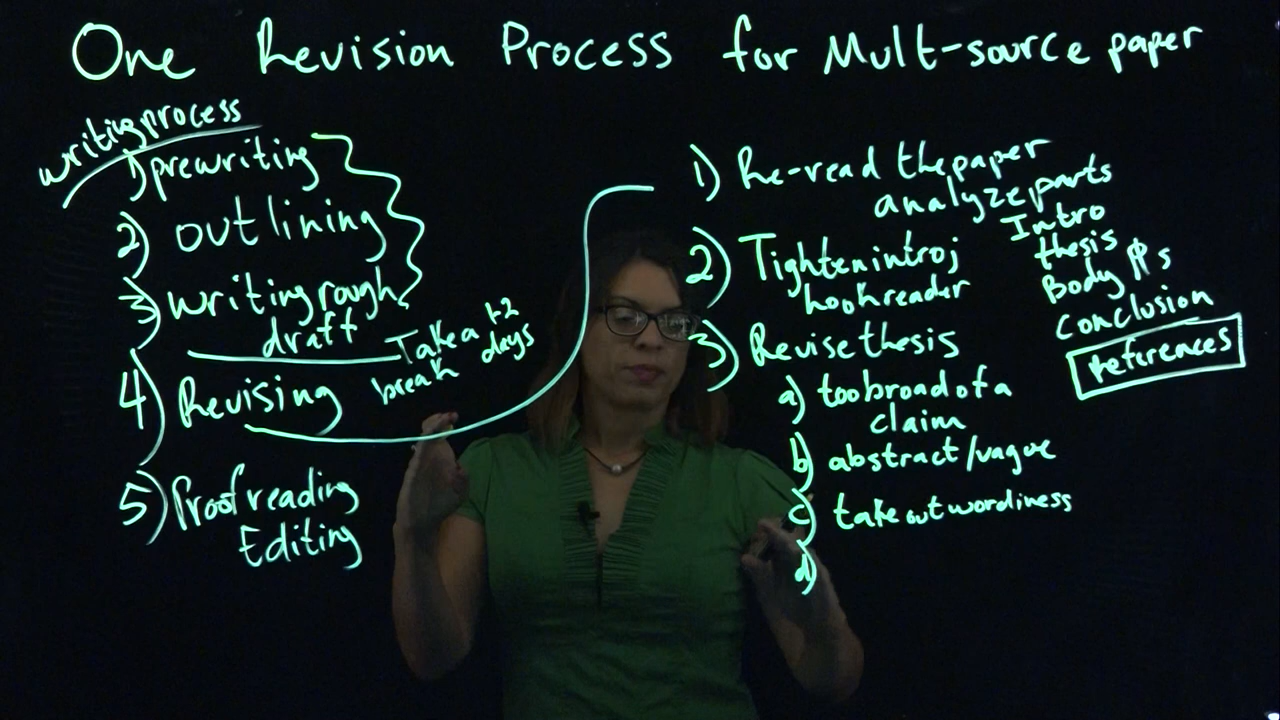 One Revision Process for Mult-source paper
writing process
1) prewriting
2) outlining
3) writing rough
draft
Take a 1-2
break days
4) Revising
5) Proofreading
Editing
1) Re-read the paper
analyze parts
Intro
thesis
Body ¶s
Conclusion
references
2) Tighten intro;
hook reader
3) Revise thesis
a) too broad of a
claim
b) abstract/vague
c) take out wordiness
d)